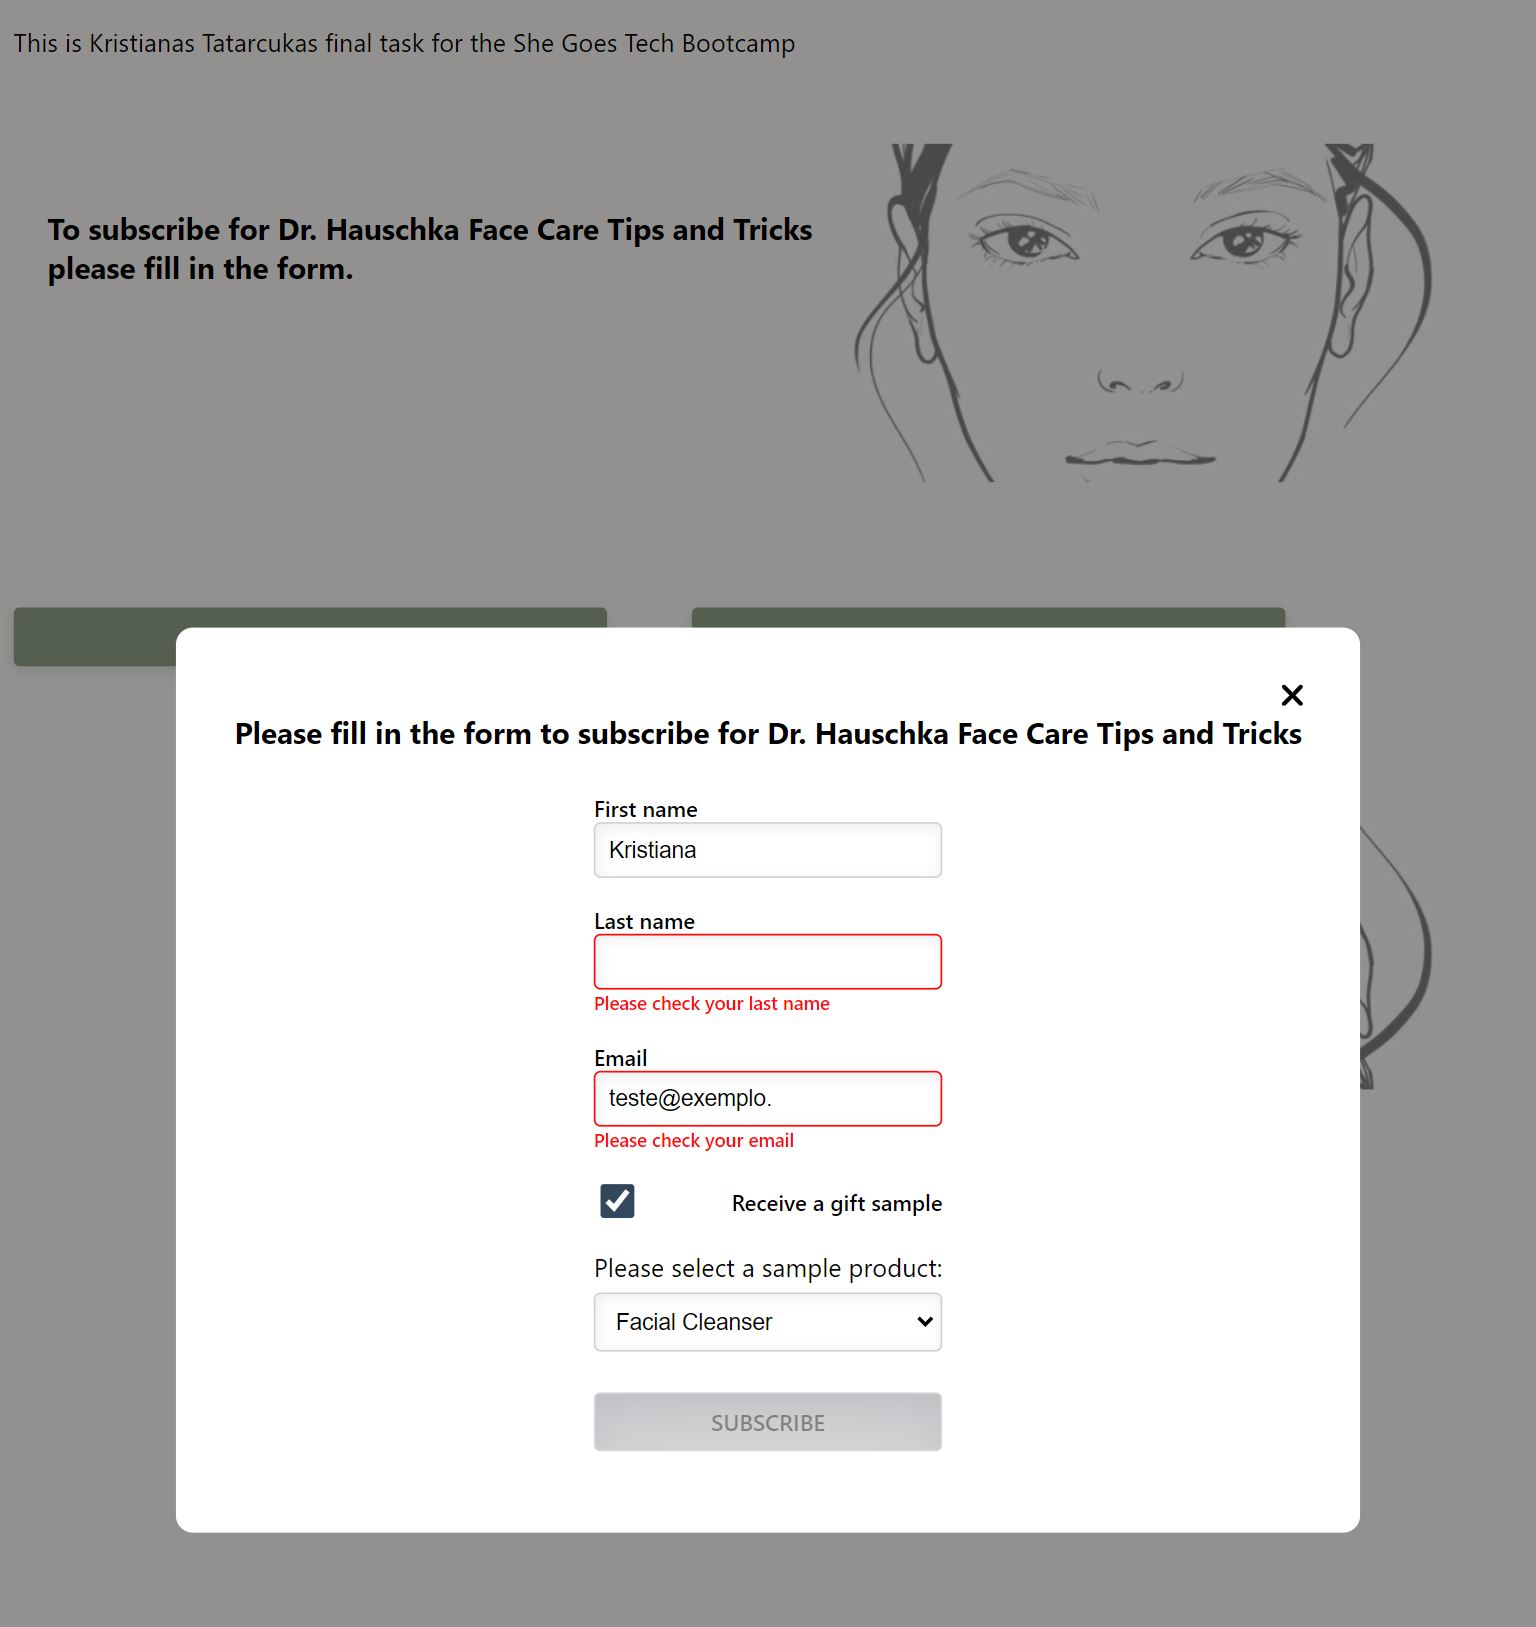 This is Kristianas Tatarcukas final task for the She Goes Tech Bootcamp
To subscribe for Dr. Hauschka Face Care Tips and Tricks
please fill in the form.
Please fill in the form to subscribe for Dr. Hauschka Face Care Tips and Tricks
First name
Kristiana
Last name
Please check your last name
Email
teste@exemplo.
Please check your email
Receive a gift sample
Please select a sample product:
Facial Cleanser
SUBSCRIBE